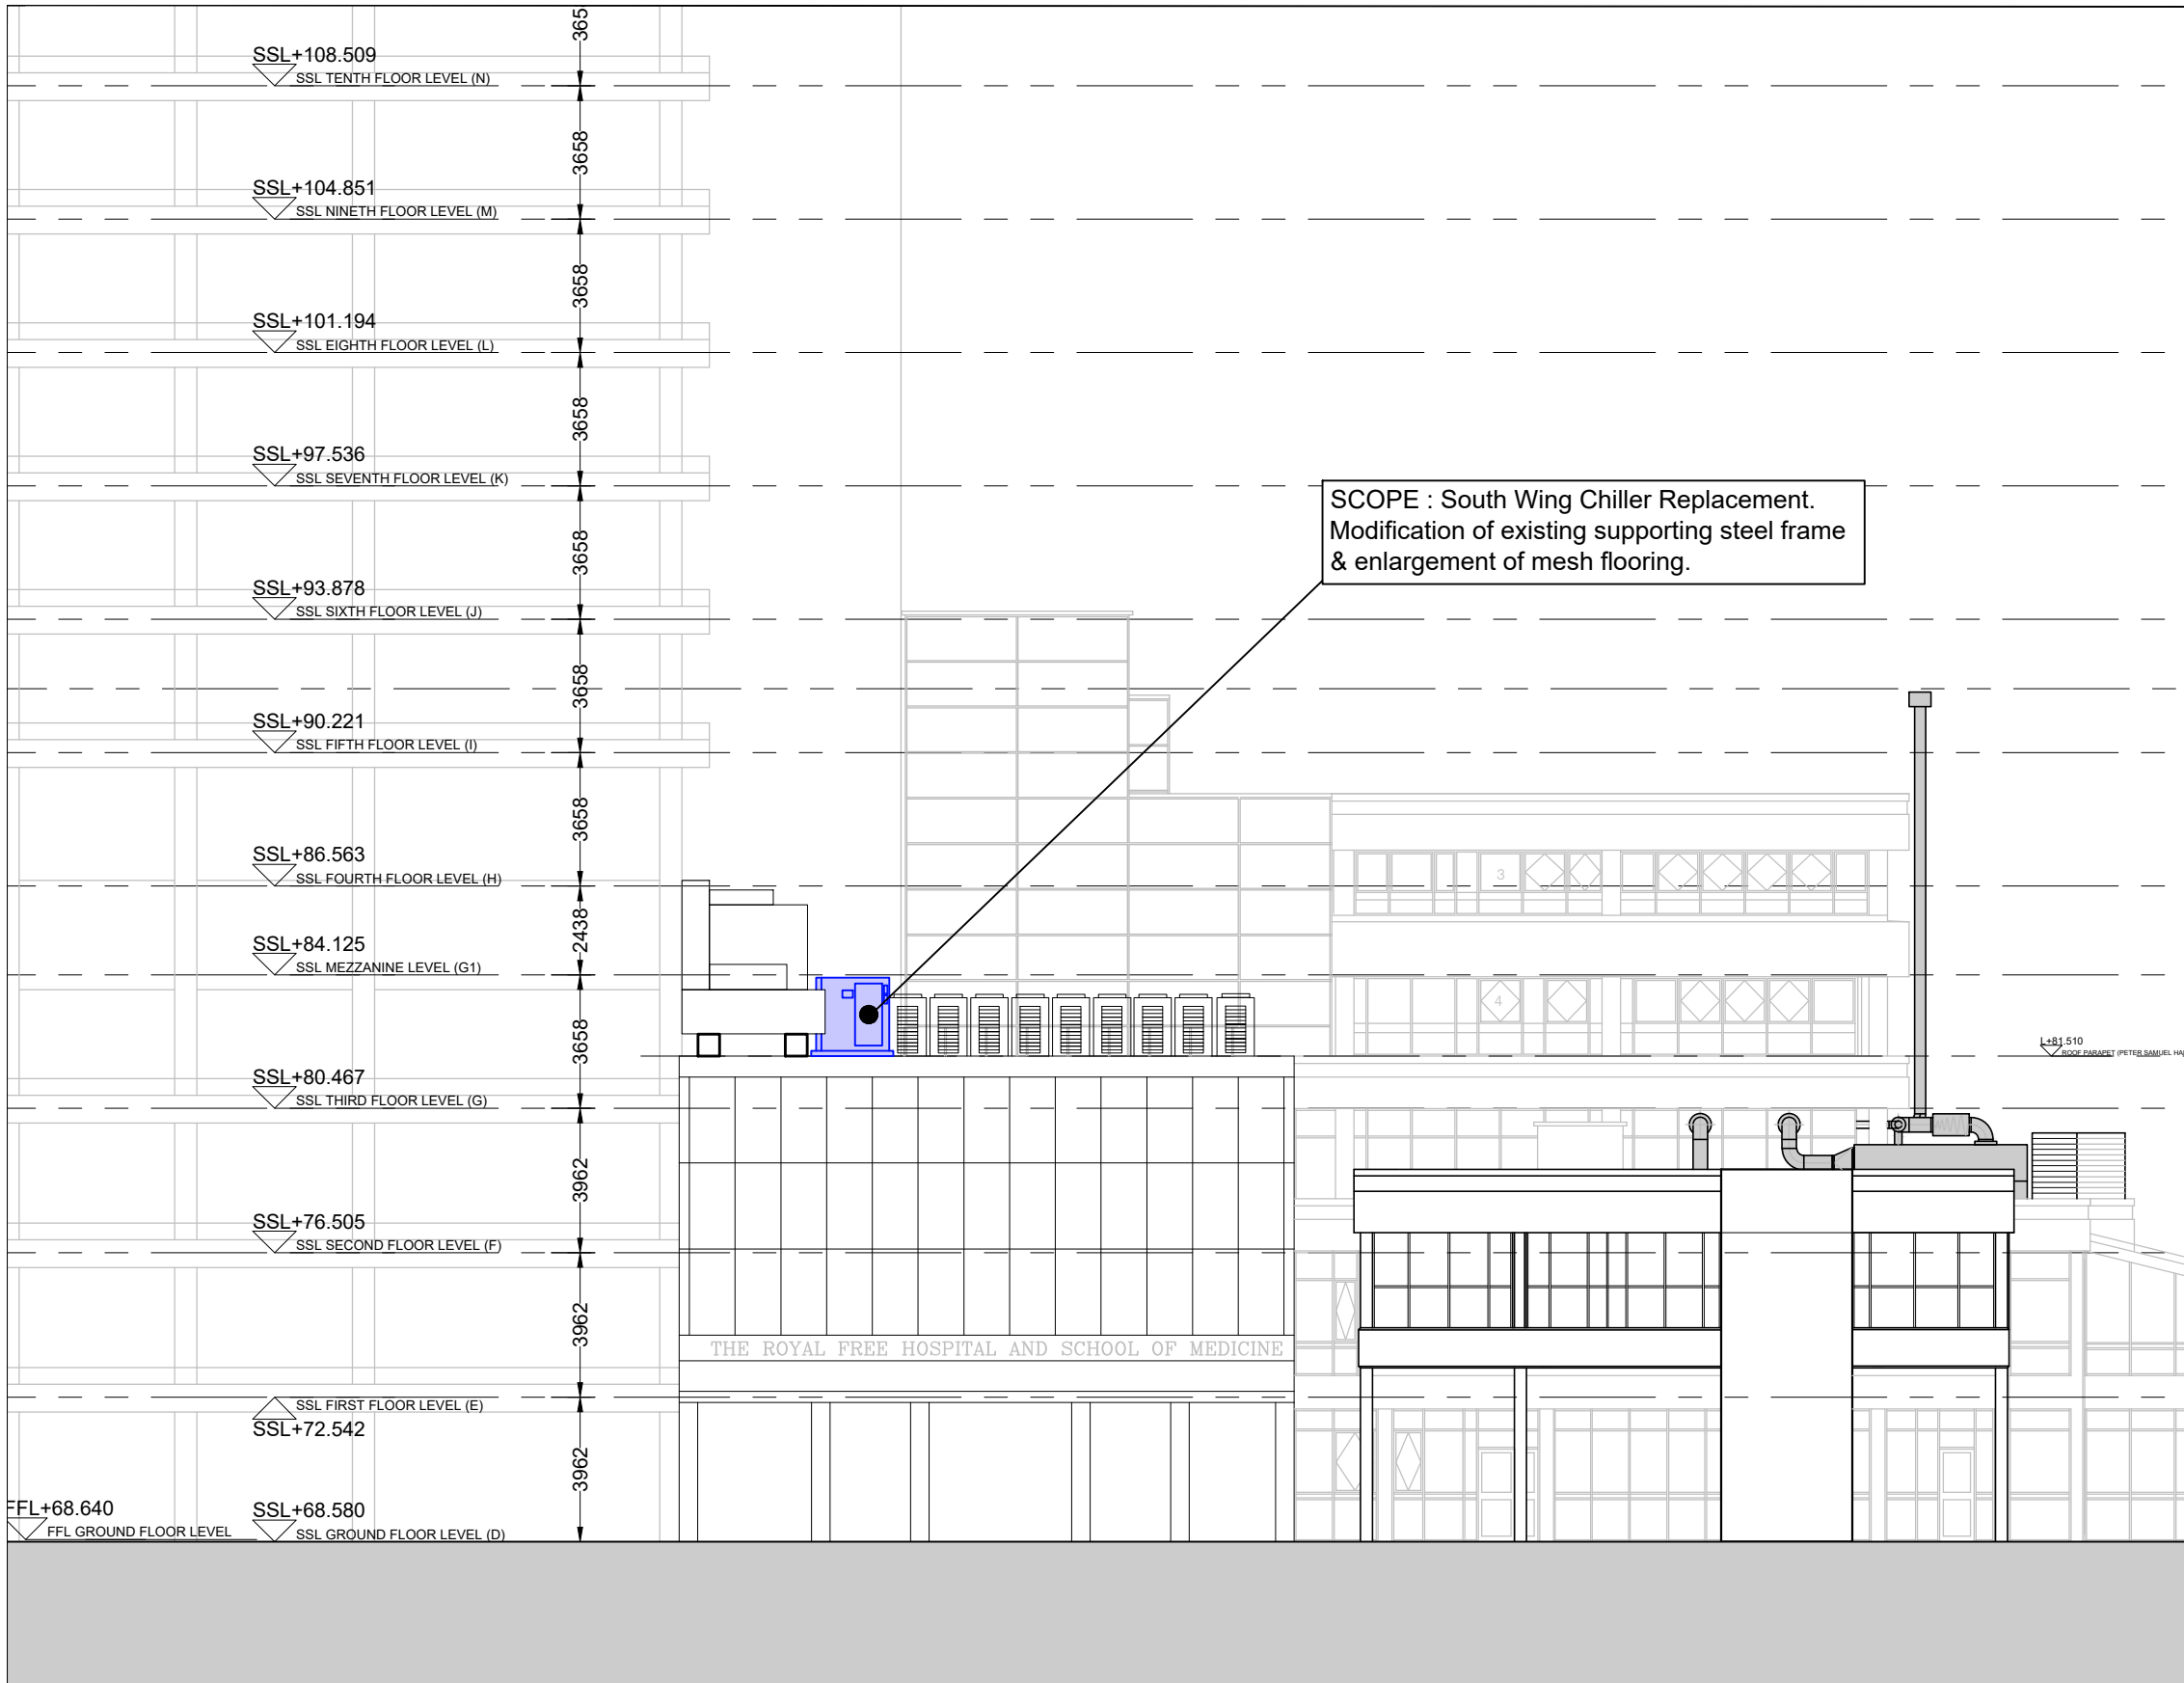 365
SSL+108.509
SSL TENTH FLOOR LEVEL (N)
3658
SSL+104.851
SSL NINETH FLOOR LEVEL (M)
3658
SSL+101.194
SSL EIGHTH FLOOR LEVEL (L)
3658
SSL+97.536
SSL SEVENTH FLOOR LEVEL (K)
SCOPE : South Wing Chiller Replacement.
Modification of existing supporting steel frame
& enlargement of mesh flooring.
3658
SSL+93.878
SSL SIXTH FLOOR LEVEL (J)
3658
SSL+90.221
SSL FIFTH FLOOR LEVEL (I)
3658
SSL+86.563
SSL FOURTH FLOOR LEVEL (H)
3
2438
SSL+84.125
SSL MEZZANINE LEVEL (G1)
4
3658
L+81.510
ROOF PARAPET (PETER SAMUEL HA
SSL+80.467
SSL THIRD FLOOR LEVEL (G)
3962
SSL+76.505
SSL SECOND FLOOR LEVEL (F)
3962
THE ROYAL FREE HOSPITAL AND SCHOOL OF MEDICINE
SSL FIRST FLOOR LEVEL (E)
SSL+72.542
3962
FFL+68.640
FFL GROUND FLOOR LEVEL
SSL+68.580
SSL GROUND FLOOR LEVEL (D)